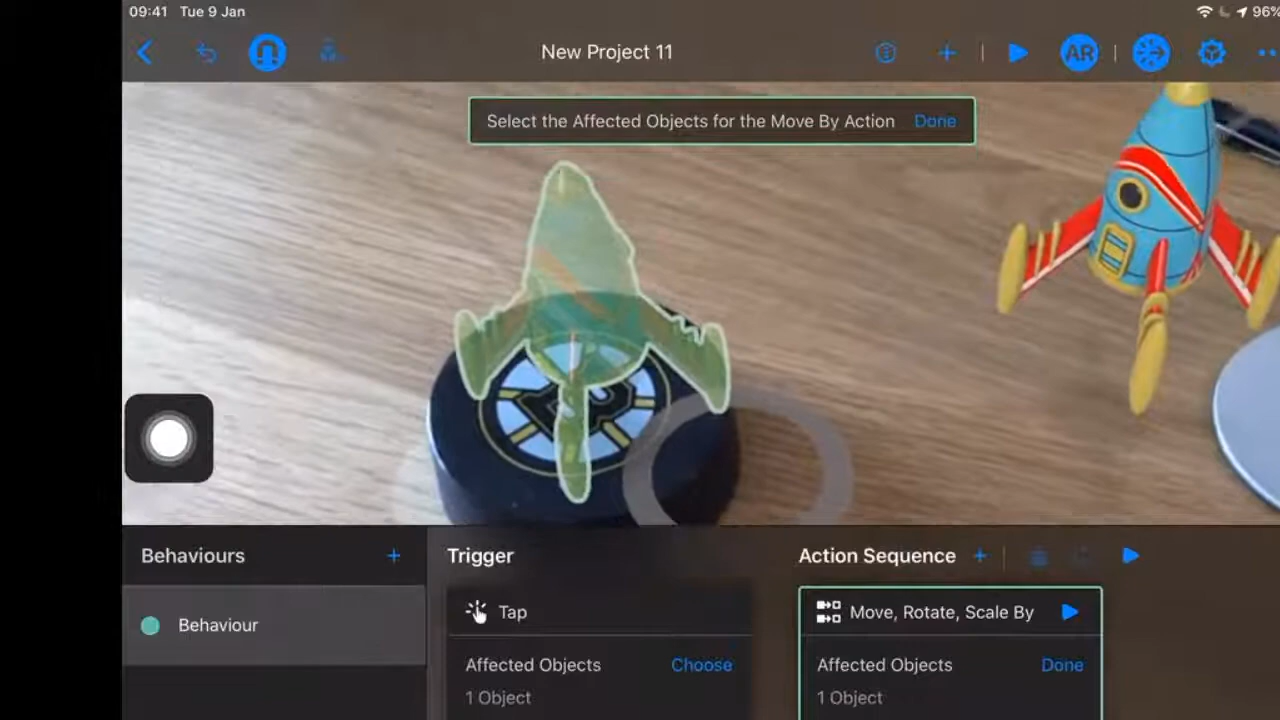 09:41 Tue 9 Jan
96%
New Project 11
AR
Select the Affected Objects for the Move By Action Done
Behaviours
Trigger
Action Sequence
Behaviour
Tap
Move, Rotate, Scale By
Affected Objects Choose
Affected Objects Done
1 Object
1 Object